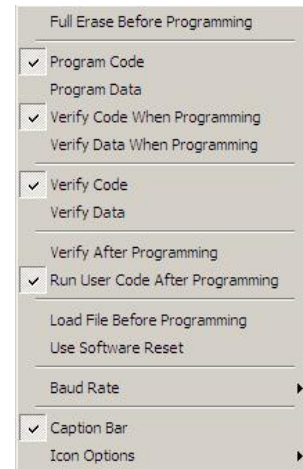 Full Erase Before Programming
Program Code
Program Data
Verify Code When Programming
Verify Data When Programming
Verify Code
Verify Data
Verify After Programming
Run User Code After Programming
Load File Before Programming
Use Software Reset
Baud Rate
Caption Bar
Icon Options